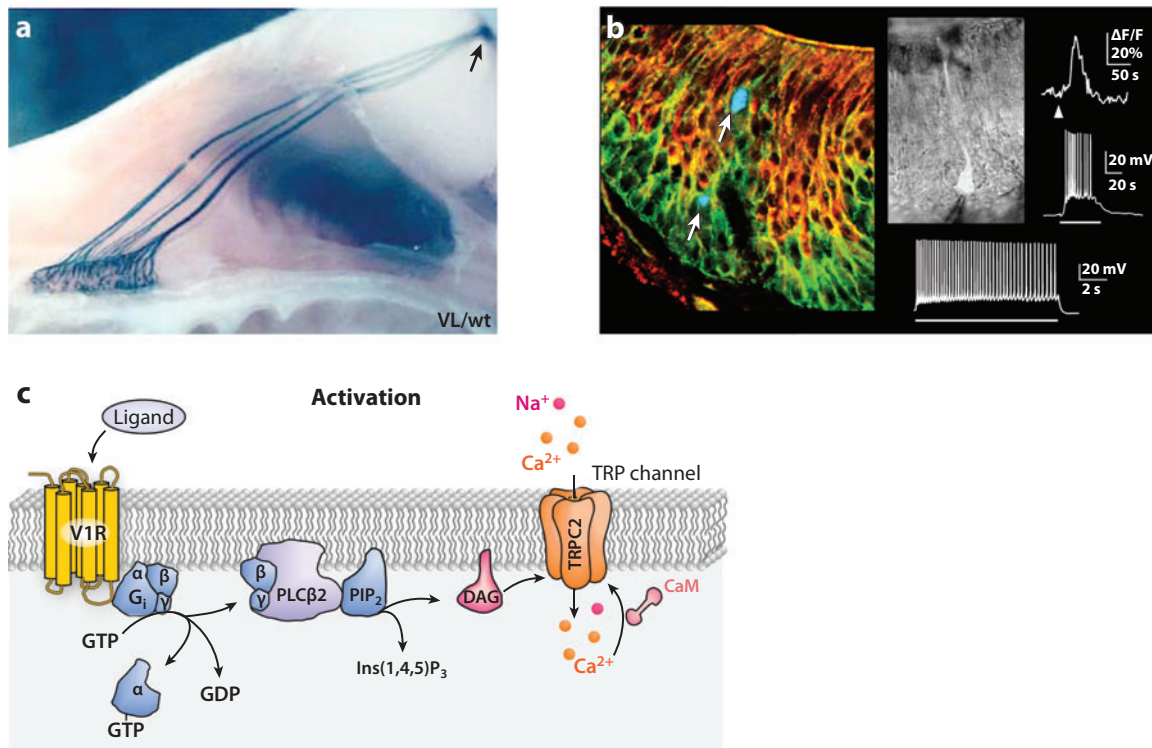 a
VL/wt
b
ΔF/F
20%
50 s
20 mV
20 s
20 mV
2 s
c
Activation
Ligand
Na⁺
Ca²⁺
TRP channel
V1R
TRPC2
α
β
Gᵢ
γ
β
γ
PLCβ2
PIP₂
DAG
CaM
GTP
Ins(1,4,5)P₃
Ca²⁺
α
GDP
GTP